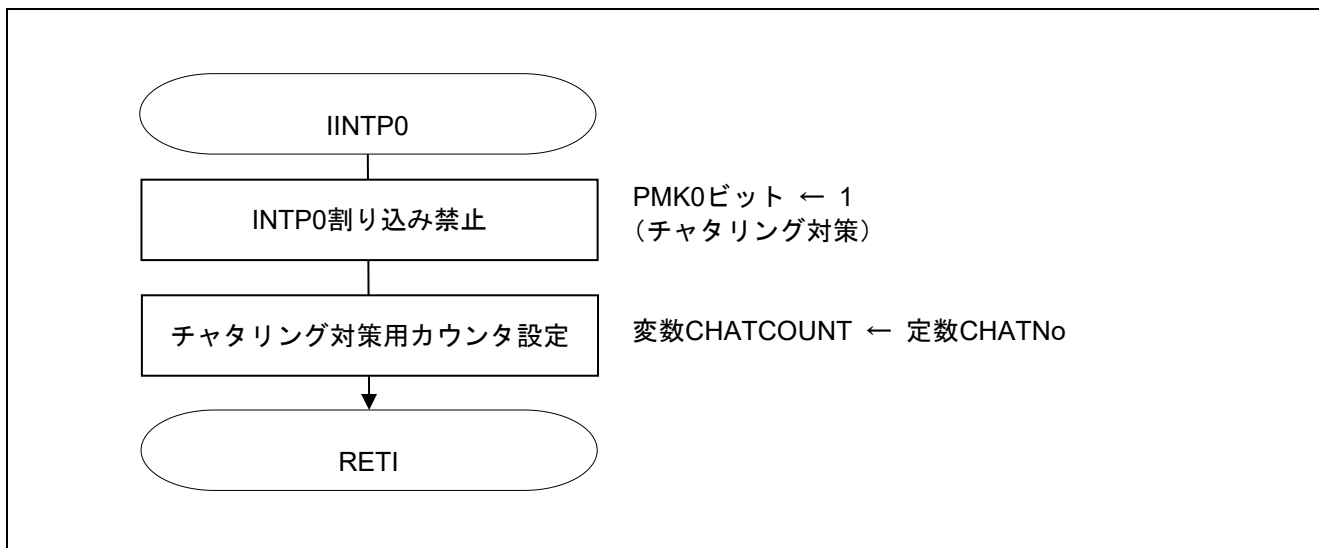 IINTP0
INTP0割り込み禁止
PMK0ビット ← 1
（チャタリング対策）
チャタリング対策用カウンタ設定
変数CHATCOUNT ← 定数CHATNo
RETI